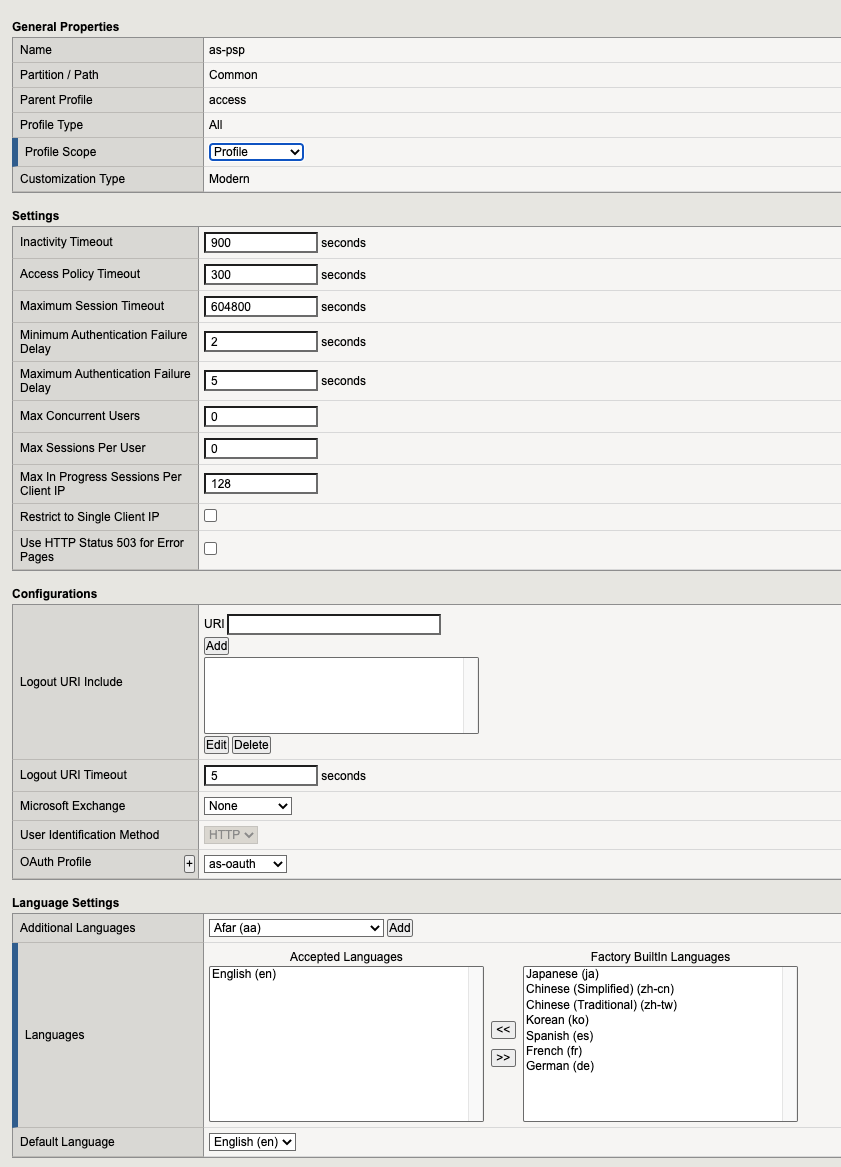 General Properties
Name as-psp
Partition / Path Common
Parent Profile access
Profile Type All
Profile Scope Profile
Customization Type Modern
Settings
Inactivity Timeout 900 seconds
Access Policy Timeout 300 seconds
Maximum Session Timeout 604800 seconds
Minimum Authentication Failure
Delay 2 seconds
Maximum Authentication Failure
Delay 5 seconds
Max Concurrent Users 0
Max Sessions Per User 0
Max In Progress Sessions Per
Client IP 128
Restrict to Single Client IP
Use HTTP Status 503 for Error
Pages
Configurations
Logout URI Include
URI
Add
Edit Delete
Logout URI Timeout 5 seconds
Microsoft Exchange None
User Identification Method HTTP
OAuth Profile + as-oauth
Language Settings
Additional Languages Afar (aa) Add
Languages
Accepted Languages
English (en)
<<
>>
Factory BuiltIn Languages
Japanese (ja)
Chinese (Simplified) (zh-cn)
Chinese (Traditional) (zh-tw)
Korean (ko)
Spanish (es)
French (fr)
German (de)
Default Language English (en)